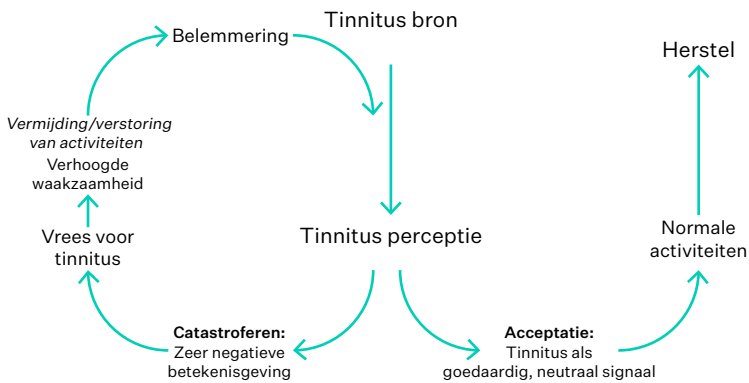 Tinnitus bron
Belemmering
Herstel
Vermijding/verstoring
van activiteiten
Verhoogde
waakzaamheid
Vrees voor
tinnitus
Tinnitus perceptie
Normale
activiteiten
Catastroferen:
Zeer negatieve
betekenisgeving
Acceptatie:
Tinnitus als
goedaardig, neutraal signaal